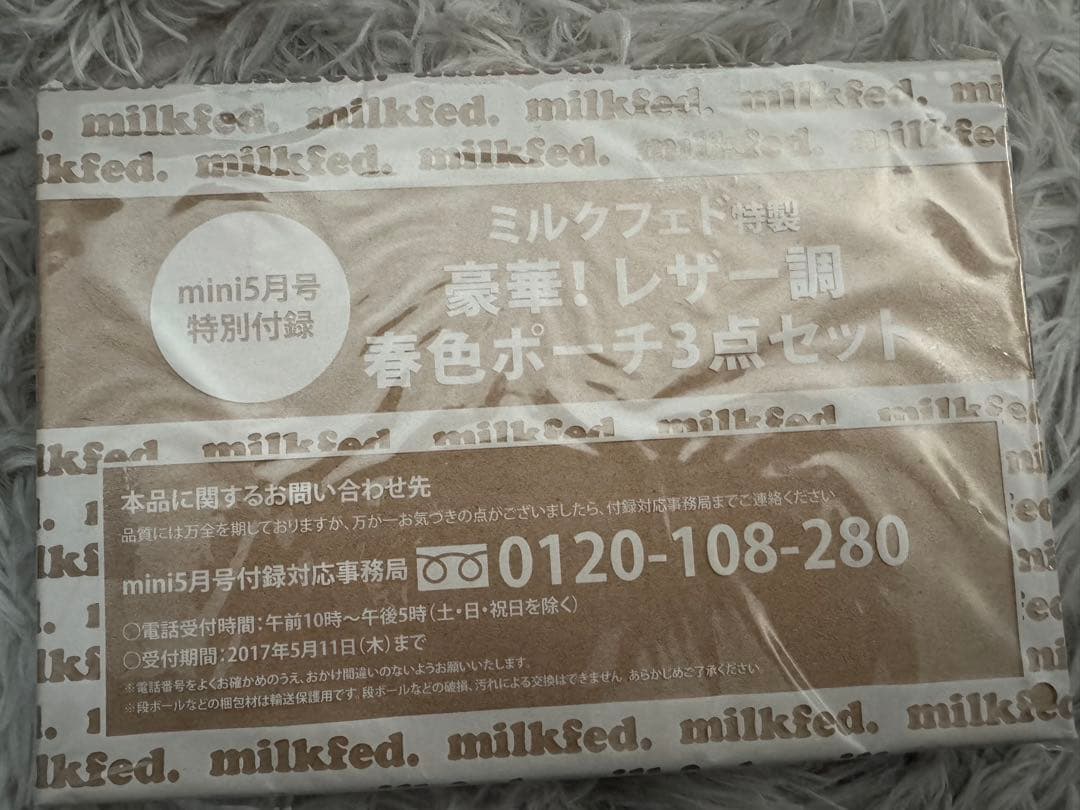 . milkfed. milkfed. milkfed. milkfed. mi
lkfed. milkfed. milkfed. milkfed. milkfe
ミルクフェド特製
豪華！レザー調
春色ポーチ3点セット
mini5月号
特別付録
lkfed. milkfed. milkfed. milkfed. milkfed
本品に関するお問い合わせ先
品質には万全を期しておりますが、万が一お気づきの点がございましたら、付録対応事務局までご連絡ください
mini5月号付録対応事務局 0120-108-280
○電話受付時間：午前10時〜午後5時（土・日・祝日を除く）
○受付期間：2017年5月11日（木）まで
※電話番号をよくお確かめのうえ、おかけ間違いのないようお願いいたします。
※段ボールなどの梱包材は輸送保護用です。段ボールなどの破損、汚れによる交換はできません。あらかじめご了承ください
lkfed. milkfed. milkfed. milkfed. milkfed